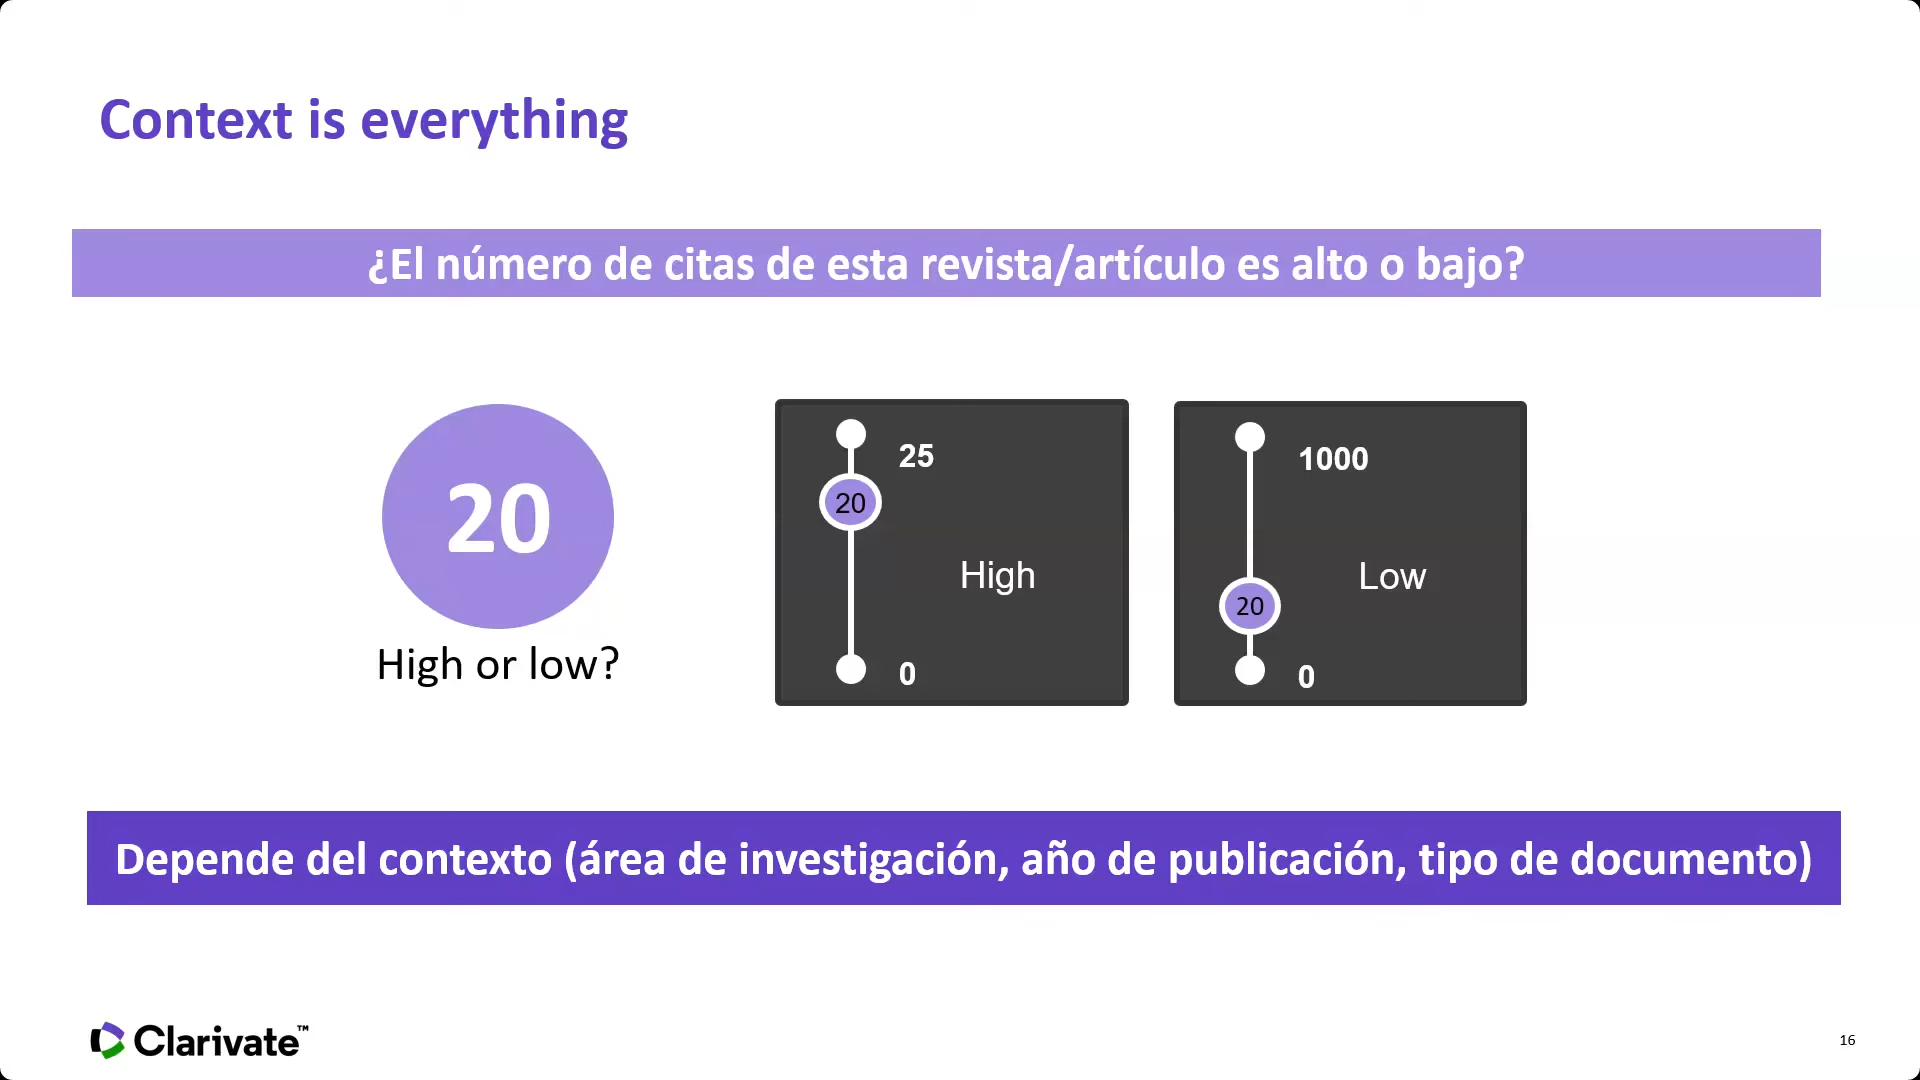 Context is everything
¿El número de citas de esta revista/artículo es alto o bajo?
20
High or low?
25
20
High
0
1000
Low
20
0
Depende del contexto (área de investigación, año de publicación, tipo de documento)
Clarivate™
16